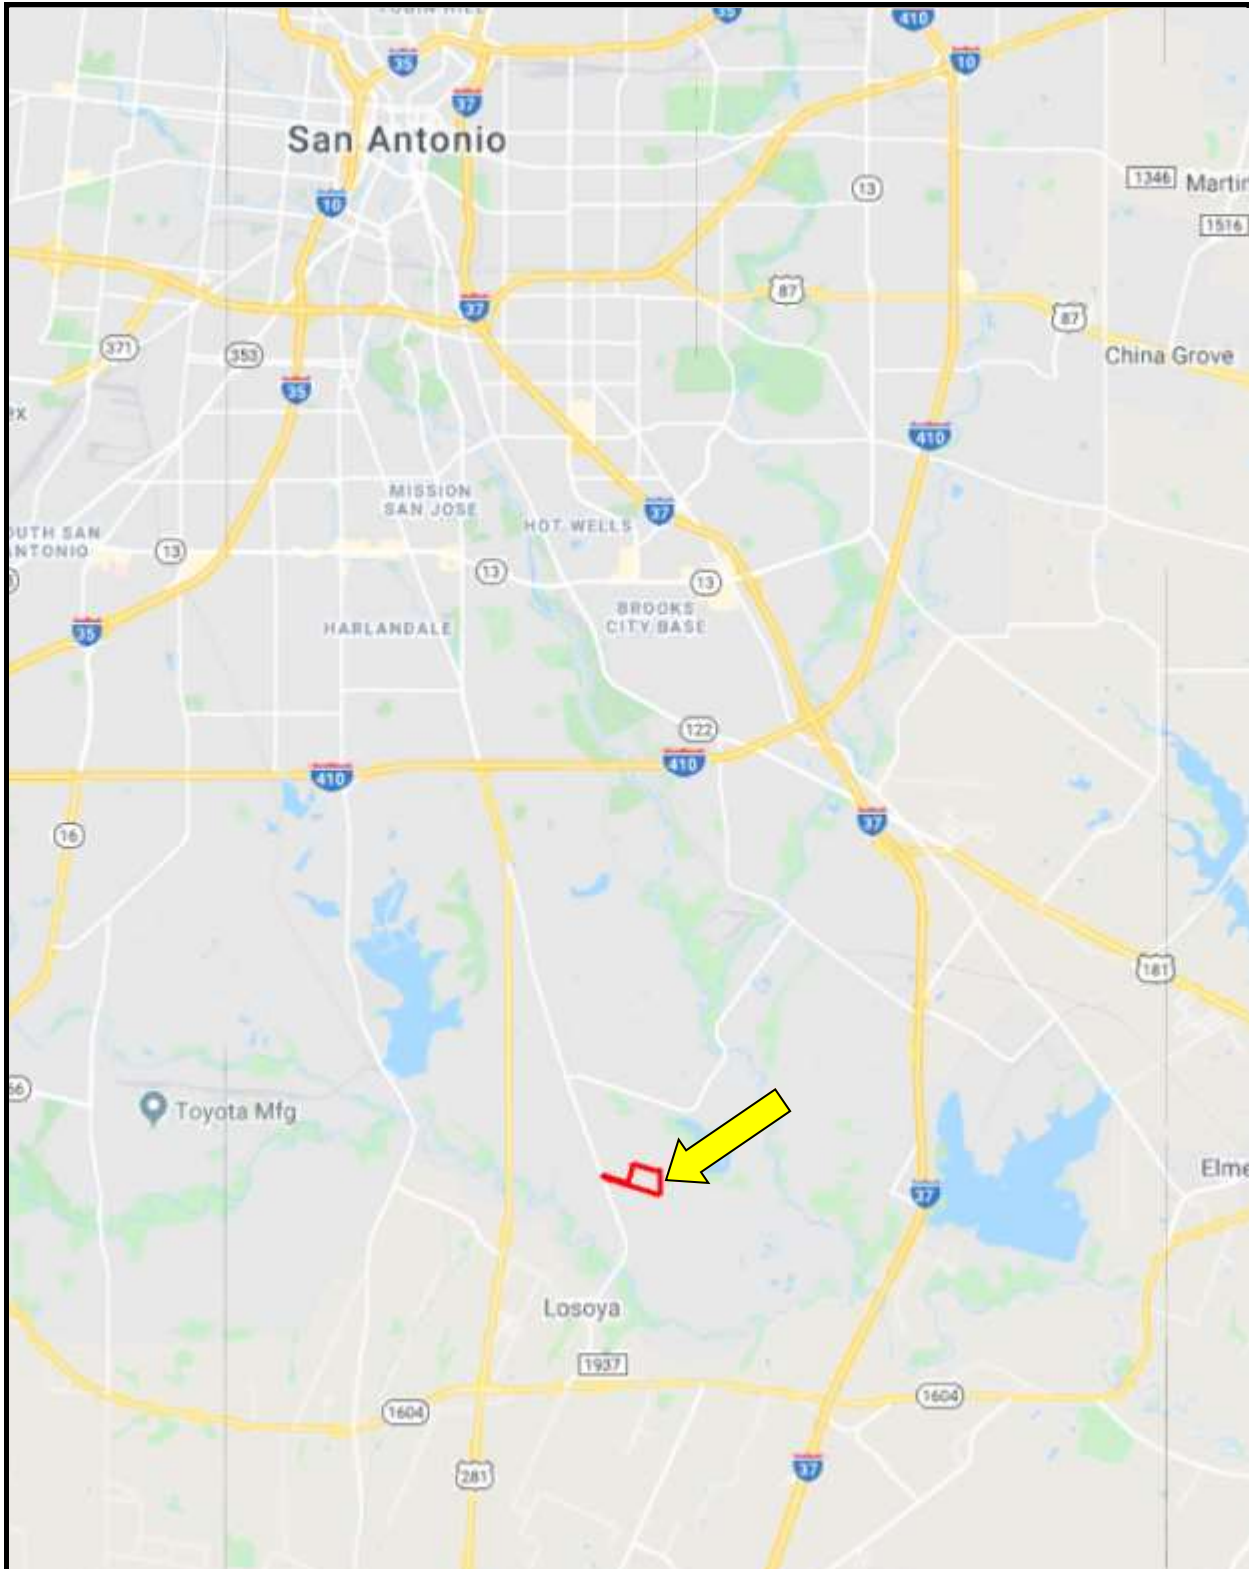 35
410
35
10
37
San Antonio
13
1346
Martin
1516
10
87
37
87
371
353
China Grove
35
410
MISSION
SAN JOSE
37
HOT WELLS
13
13
13
BROOKS
CITY BASE
35
HARLANDALE
122
410
410
16
37
181
Toyota Mfg
Elme
37
Losoya
1937
1604
1604
281
37